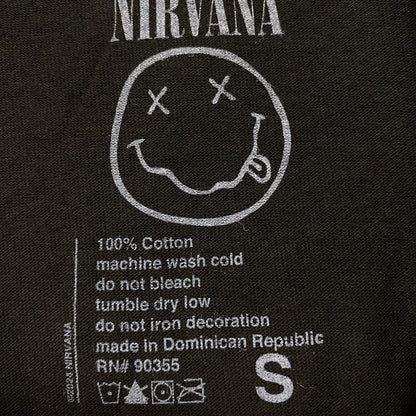 NIRVANA
100% Cotton
machine wash cold
do not bleach
tumble dry low
do not iron decoration
made in Dominican Republic
RN# 90355
S
©2024 NIRVANA